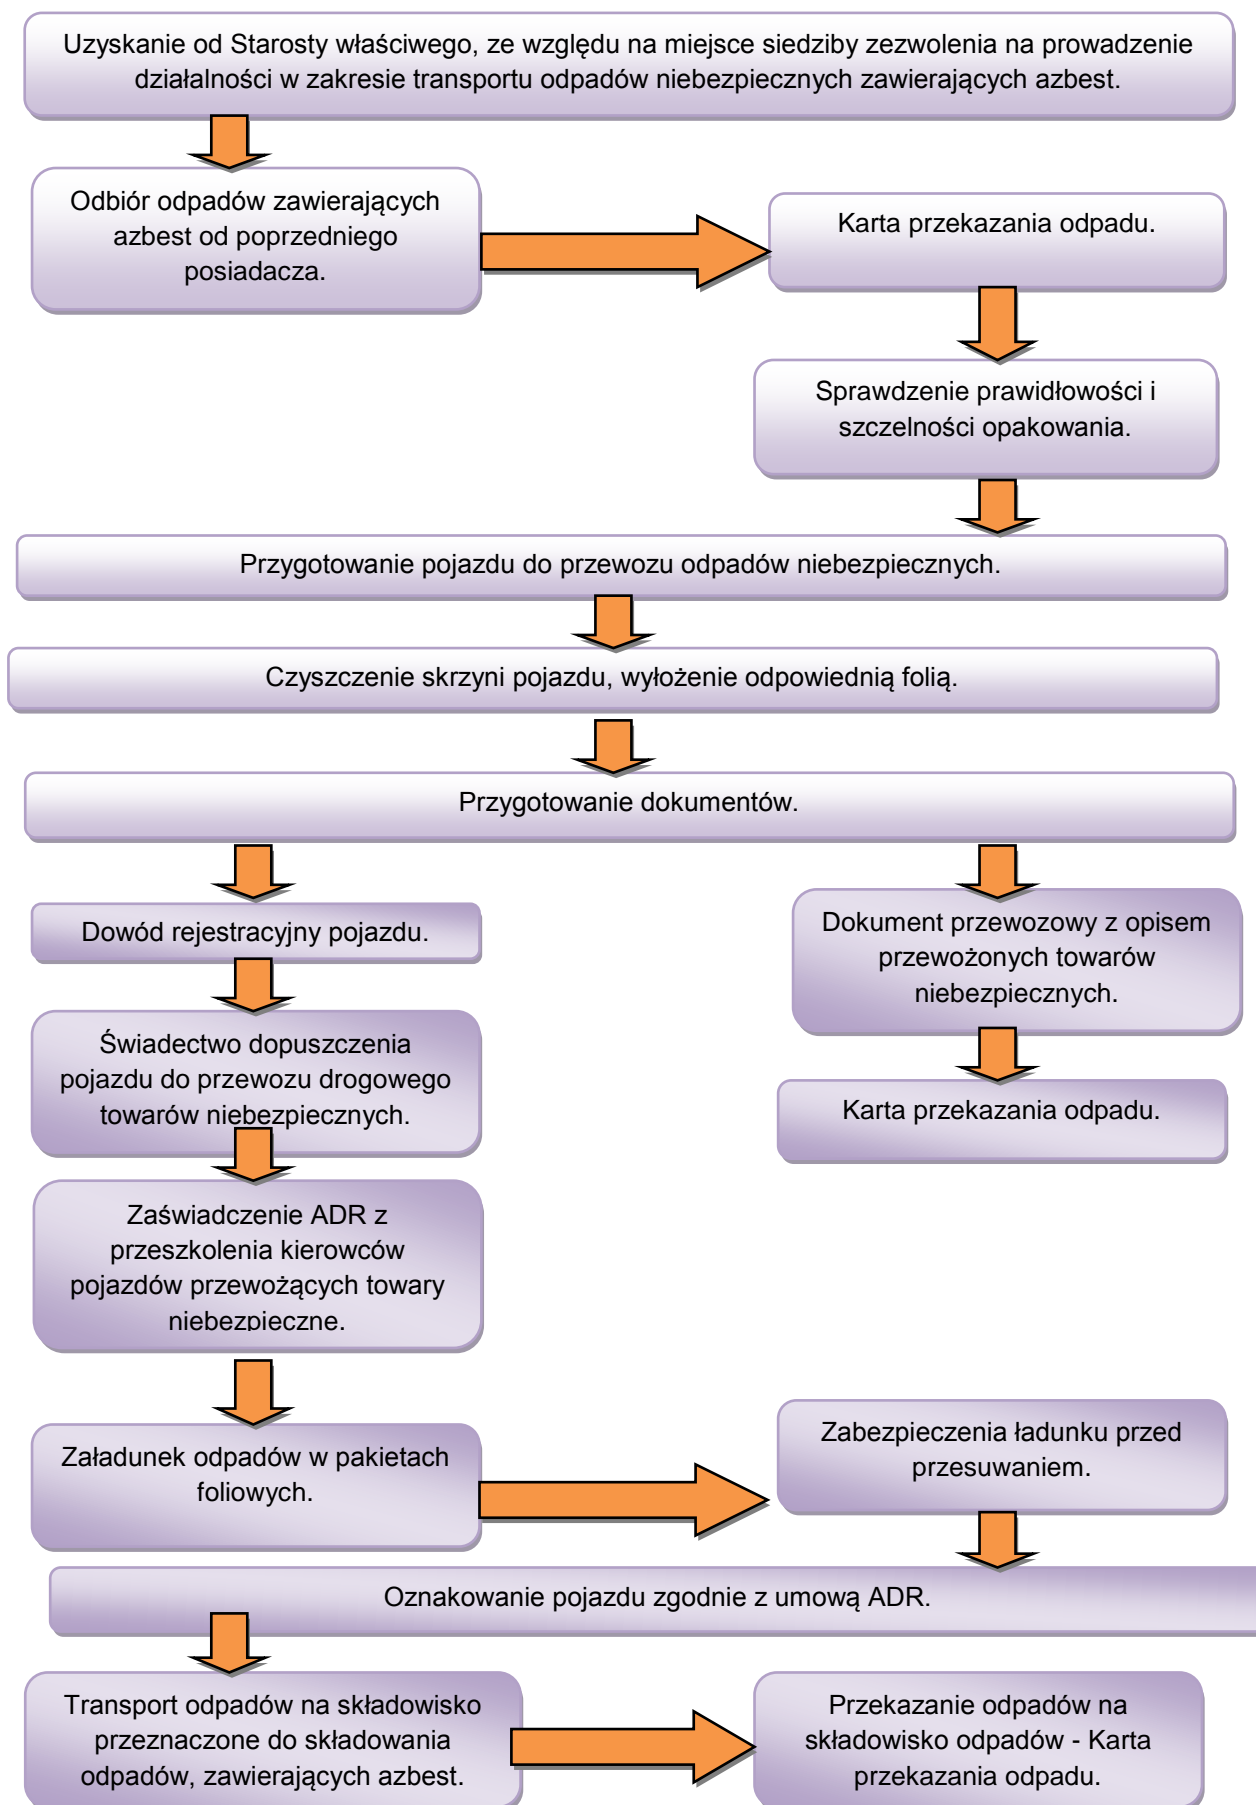 Uzyskanie od Starosty właściwego, ze względu na miejsce siedziby zezwolenia na prowadzenie
działalności w zakresie transportu odpadów niebezpiecznych zawierających azbest.
Odbiór odpadów zawierających
azbest od poprzedniego
posiadacza.
Karta przekazania odpadu.
Sprawdzenie prawidłowości i
szczelności opakowania.
Przygotowanie pojazdu do przewozu odpadów niebezpiecznych.
Czyszczenie skrzyni pojazdu, wyłożenie odpowiednią folią.
Przygotowanie dokumentów.
Dowód rejestracyjny pojazdu.
Świadectwo dopuszczenia
pojazdu do przewozu drogowego
towarów niebezpiecznych.
Zaświadczenie ADR z
przeszkolenia kierowców
pojazdów przewożących towary
niebezpieczne.
Dokument przewozowy z opisem
przewożonych towarów
niebezpiecznych.
Karta przekazania odpadu.
Załadunek odpadów w pakietach
foliowych.
Zabezpieczenia ładunku przed
przesuwaniem.
Oznakowanie pojazdu zgodnie z umową ADR.
Transport odpadów na składowisko
przeznaczone do składowania
odpadów, zawierających azbest.
Przekazanie odpadów na
składowisko odpadów - Karta
przekazania odpadu.